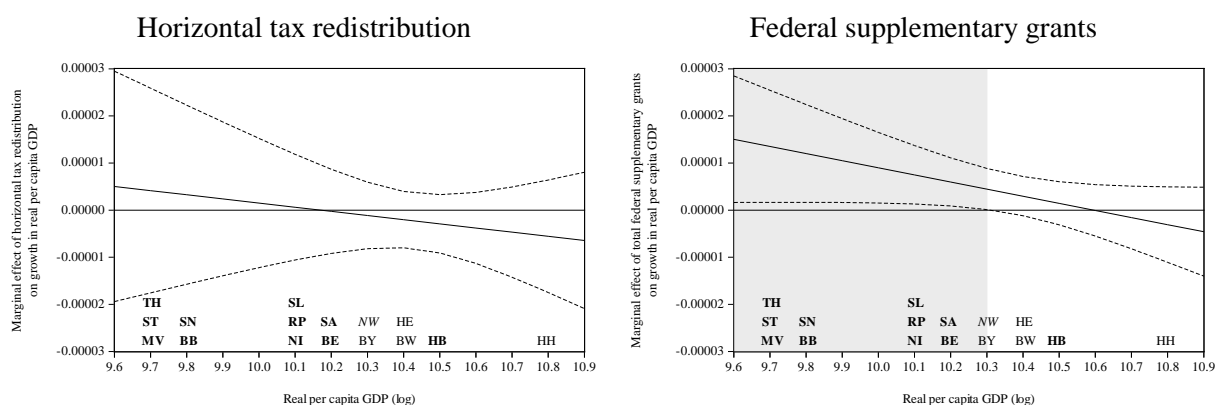 Horizontal tax redistribution
Marginal effect of horizontal tax redistribution
on growth in real per capita GDP
0.00003
0.00002
0.00001
0.00000
-0.00001
-0.00002
-0.00003
TH SL
ST SN RP SA NW HE
MV BB NI BE BY BW HB HH
9.6 9.7 9.8 9.9 10.0 10.1 10.2 10.3 10.4 10.5 10.6 10.7 10.8 10.9
Real per capita GDP (log)
Federal supplementary grants
Marginal effect of total federal supplementary grants
on growth in real per capita GDP
0.00003
0.00002
0.00001
0.00000
-0.00001
-0.00002
-0.00003
TH SL
ST SN RP SA NW HE
MV BB NI BE BY BW HB HH
9.6 9.7 9.8 9.9 10.0 10.1 10.2 10.3 10.4 10.5 10.6 10.7 10.8 10.9
Real per capita GDP (log)